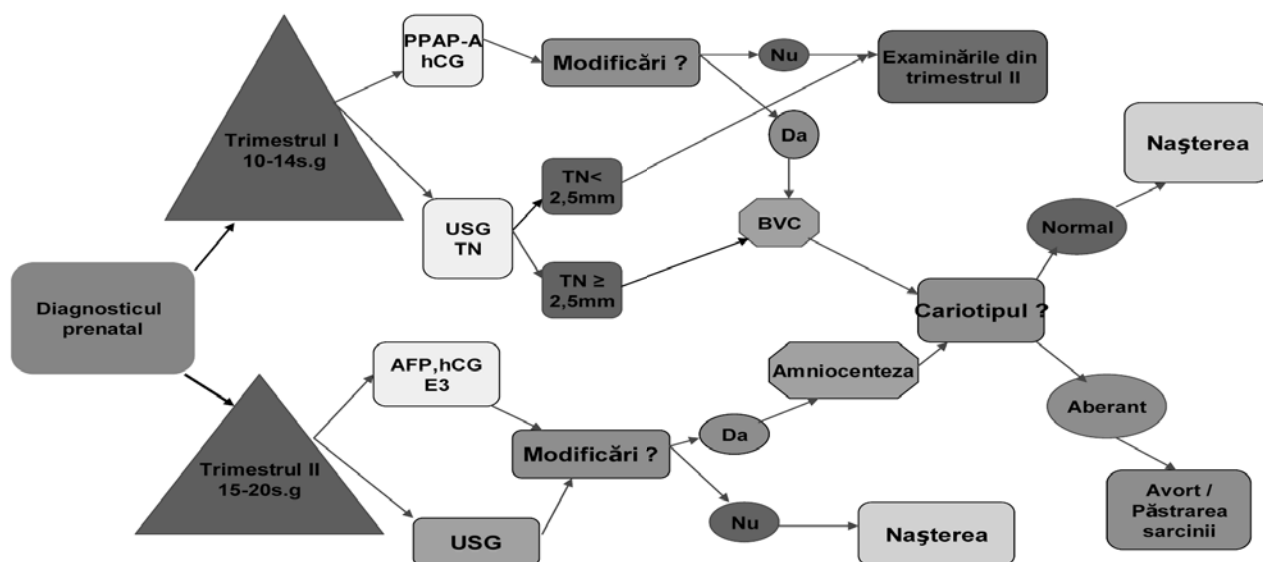 PPAP-A
hCG
Modificări ?
Nu
Examinările din
trimestrul II
Trimestrul I
10-14s.g
Da
Naşterea
TN<
2,5mm
USG
TN
BVC
Normal
TN ≥
2,5mm
Diagnosticul
prenatal
Cariotipul ?
AFP,hCG
E3
Amniocenteza
Aberant
Trimestrul II
15-20s.g
Modificări ?
Da
Nu
USG
Naşterea
Avort /
Păstrarea
sarcinii